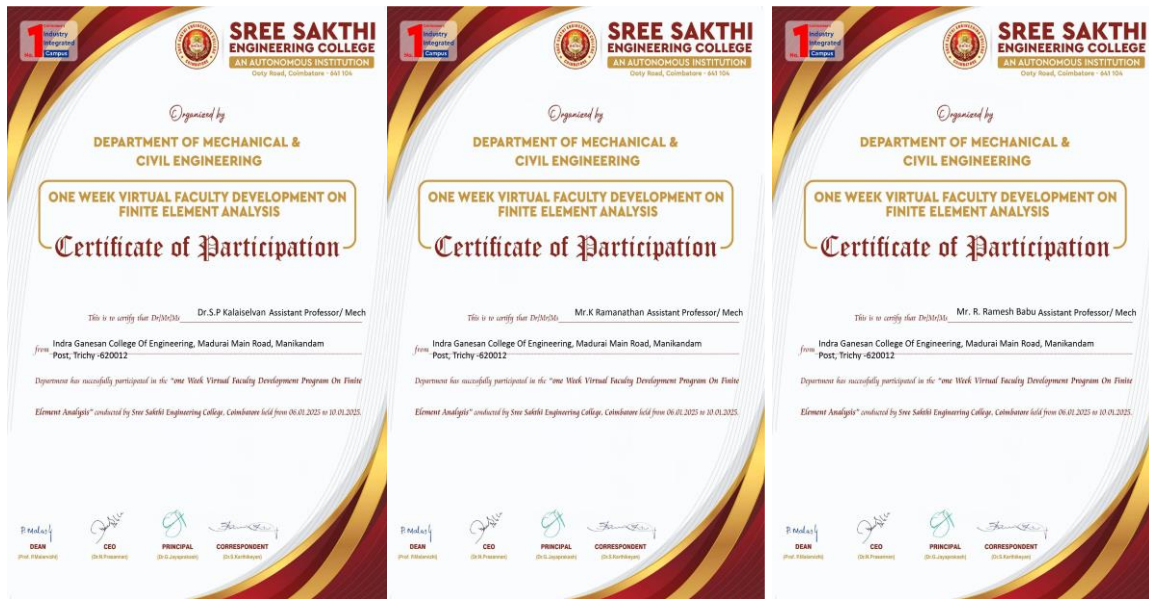 No. 1 Industry
Integrated
Campus
SREE SAKTHI
ENGINEERING COLLEGE
AN AUTONOMOUS INSTITUTION
Ooty Road, Coimbatore - 641 104
Organized by
DEPARTMENT OF MECHANICAL &
CIVIL ENGINEERING
ONE WEEK VIRTUAL FACULTY DEVELOPMENT ON
FINITE ELEMENT ANALYSIS
Certificate of Participation
This is to certify that Dr/Mr/Ms Dr.S.P Kalaiselvan Assistant Professor/ Mech
from Indra Ganesan College Of Engineering, Madurai Main Road, Manikandam
Post, Trichy -620012
Department has sucessfully participated in the "one Week Virtual Faculty Development Program On Finite
Element Analysis" conducted by Sree Sakthi Engineering College, Coimbatore held from 06.01.2025 to 10.01.2025.
DEAN
CEO
PRINCIPAL
(Dr.G.Jayaprakash)
CORRESPONDENT
No. 1 Industry
Integrated
Campus
SREE SAKTHI
ENGINEERING COLLEGE
AN AUTONOMOUS INSTITUTION
Ooty Road, Coimbatore - 641 104
Organized by
DEPARTMENT OF MECHANICAL &
CIVIL ENGINEERING
ONE WEEK VIRTUAL FACULTY DEVELOPMENT ON
FINITE ELEMENT ANALYSIS
Certificate of Participation
This is to certify that Dr/Mr/Ms Mr.K Ramanathan Assistant Professor/ Mech
from Indra Ganesan College Of Engineering, Madurai Main Road, Manikandam
Post, Trichy -620012
Department has sucessfully participated in the "one Week Virtual Faculty Development Program On Finite
Element Analysis" conducted by Sree Sakthi Engineering College, Coimbatore held from 06.01.2025 to 10.01.2025.
DEAN
CEO
PRINCIPAL
(Dr.G.Jayaprakash)
CORRESPONDENT
No. 1 Industry
Integrated
Campus
SREE SAKTHI
ENGINEERING COLLEGE
AN AUTONOMOUS INSTITUTION
Ooty Road, Coimbatore - 641 104
Organized by
DEPARTMENT OF MECHANICAL &
CIVIL ENGINEERING
ONE WEEK VIRTUAL FACULTY DEVELOPMENT ON
FINITE ELEMENT ANALYSIS
Certificate of Participation
This is to certify that Dr/Mr/Ms Mr. R. Ramesh Babu Assistant Professor/ Mech
from Indra Ganesan College Of Engineering, Madurai Main Road, Manikandam
Post, Trichy -620012
Department has sucessfully participated in the "one Week Virtual Faculty Development Program On Finite
Element Analysis" conducted by Sree Sakthi Engineering College, Coimbatore held from 06.01.2025 to 10.01.2025.
DEAN
CEO
PRINCIPAL
(Dr.G.Jayaprakash)
CORRESPONDENT